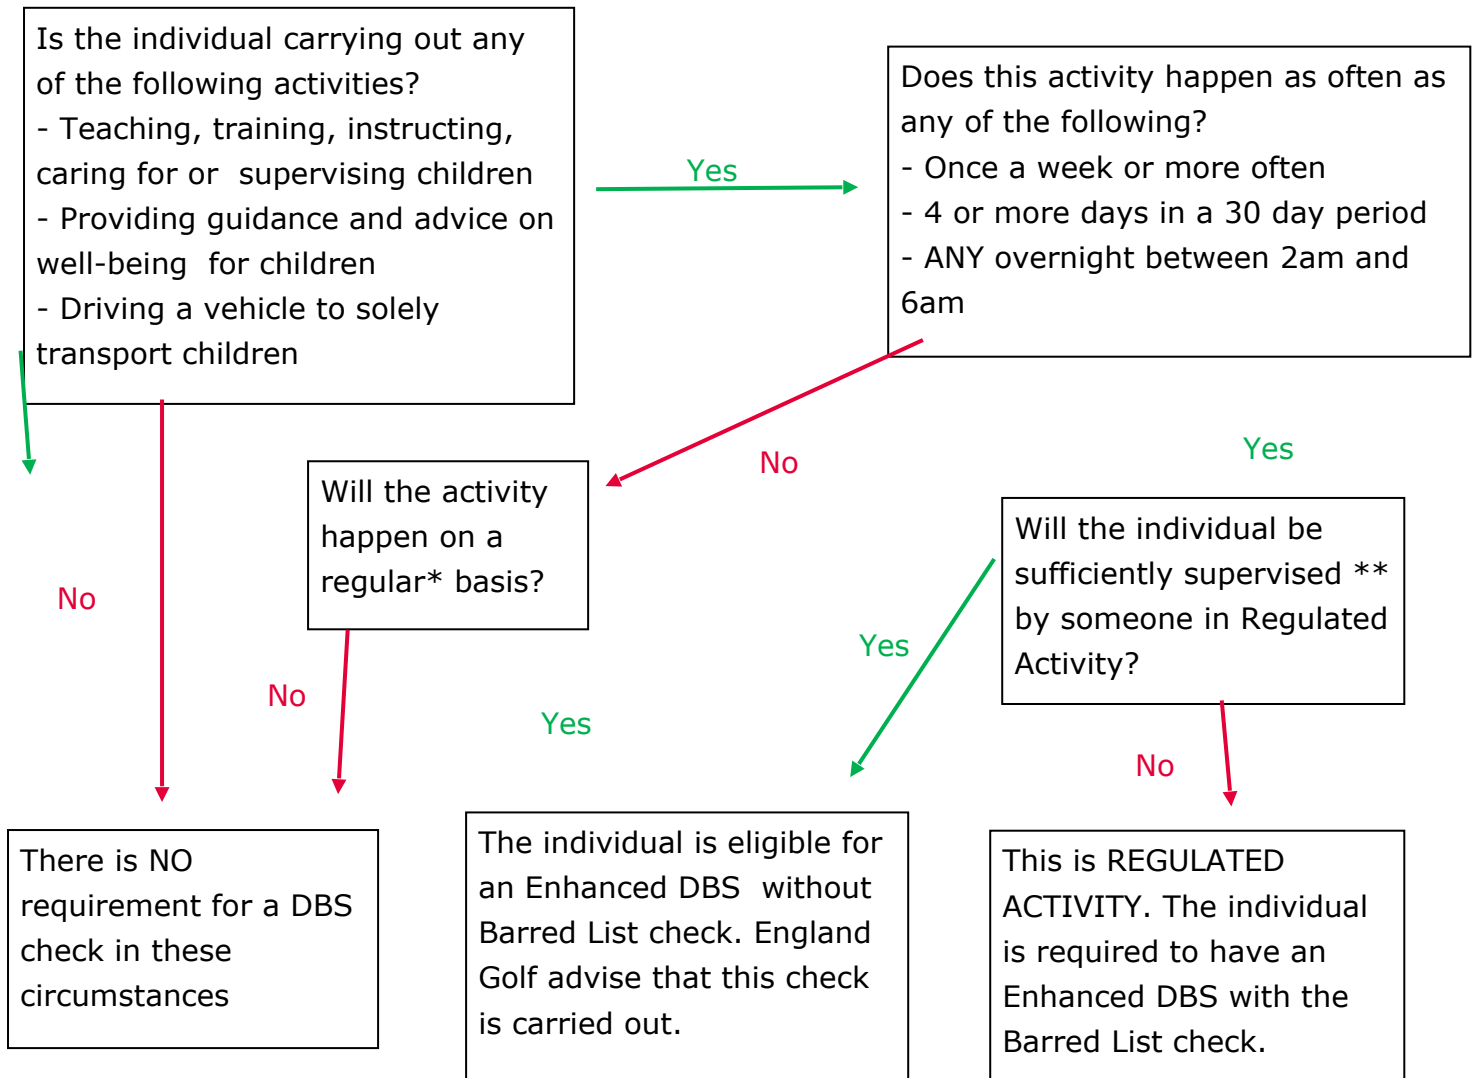 Is the individual carrying out any
of the following activities?
- Teaching, training, instructing,
caring for or  supervising children
- Providing guidance and advice on
well-being  for children
- Driving a vehicle to solely
transport children
Yes
Does this activity happen as often as
any of the following?
- Once a week or more often
- 4 or more days in a 30 day period
- ANY overnight between 2am and
6am
No
Yes
Will the activity
happen on a
regular* basis?
Will the individual be
sufficiently supervised **
by someone in Regulated
Activity?
No
Yes
No
Yes
No
There is NO
requirement for a DBS
check in these
circumstances
The individual is eligible for
an Enhanced DBS  without
Barred List check. England
Golf advise that this check
is carried out.
This is REGULATED
ACTIVITY. The individual
is required to have an
Enhanced DBS with the
Barred List check.